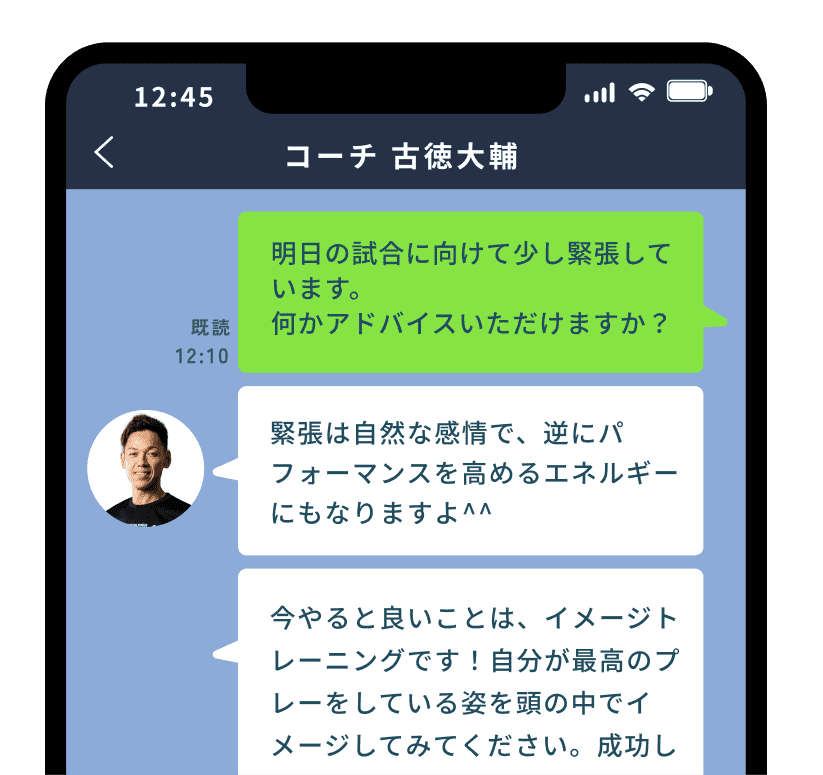 12:45
コーチ 古徳大輔
明日の試合に向けて少し緊張して
います。
何かアドバイスいただけますか？
既読
12:10
緊張は自然な感情で、逆にパ
フォーマンスを高めるエネルギー
にもなりますよ^^
今やると良いことは、イメージト
レーニングです！自分が最高のプ
レーをしている姿を頭の中でイ
メージしてみてください。成功し